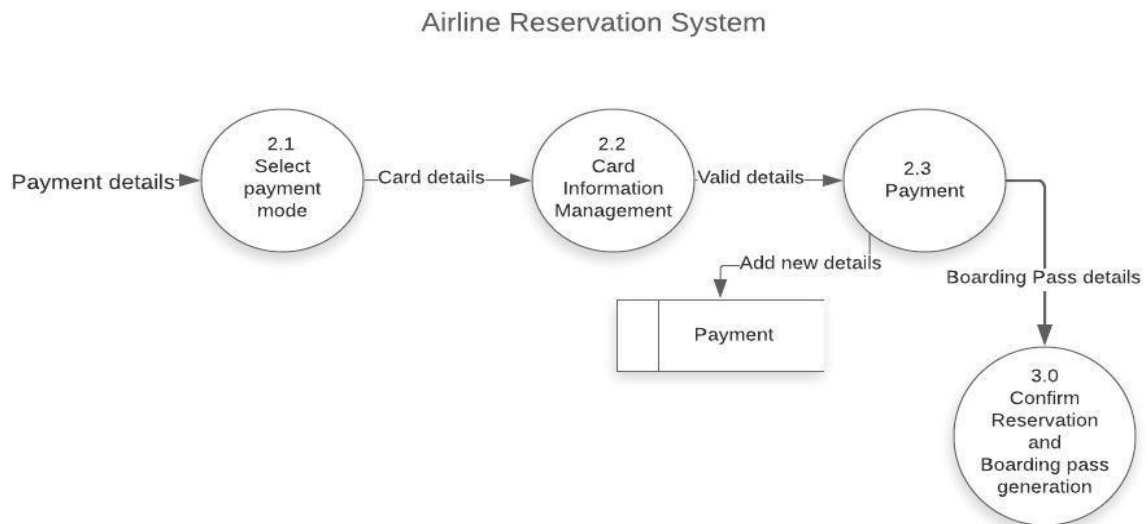 Airline Reservation System
Payment details
2.1
Select
payment
mode
Card details
2.2
Card
Information
Management
Valid details
2.3
Payment
Add new details
Payment
Boarding Pass details
3.0
Confirm
Reservation
and
Boarding pass
generation